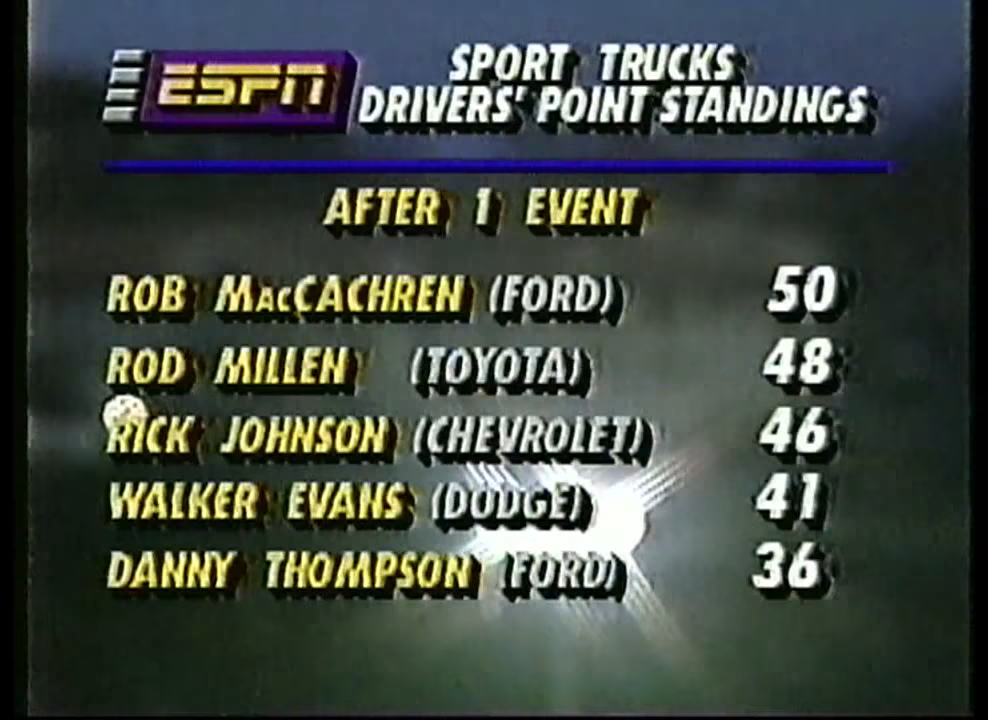 ESPN
SPORT TRUCKS
DRIVERS' POINT STANDINGS
AFTER 1 EVENT
ROB MacCACHREN (FORD) 50
ROD MILLEN (TOYOTA) 48
RICK JOHNSON (CHEVROLET) 46
WALKER EVANS (DODGE) 41
DANNY THOMPSON (FORD) 36